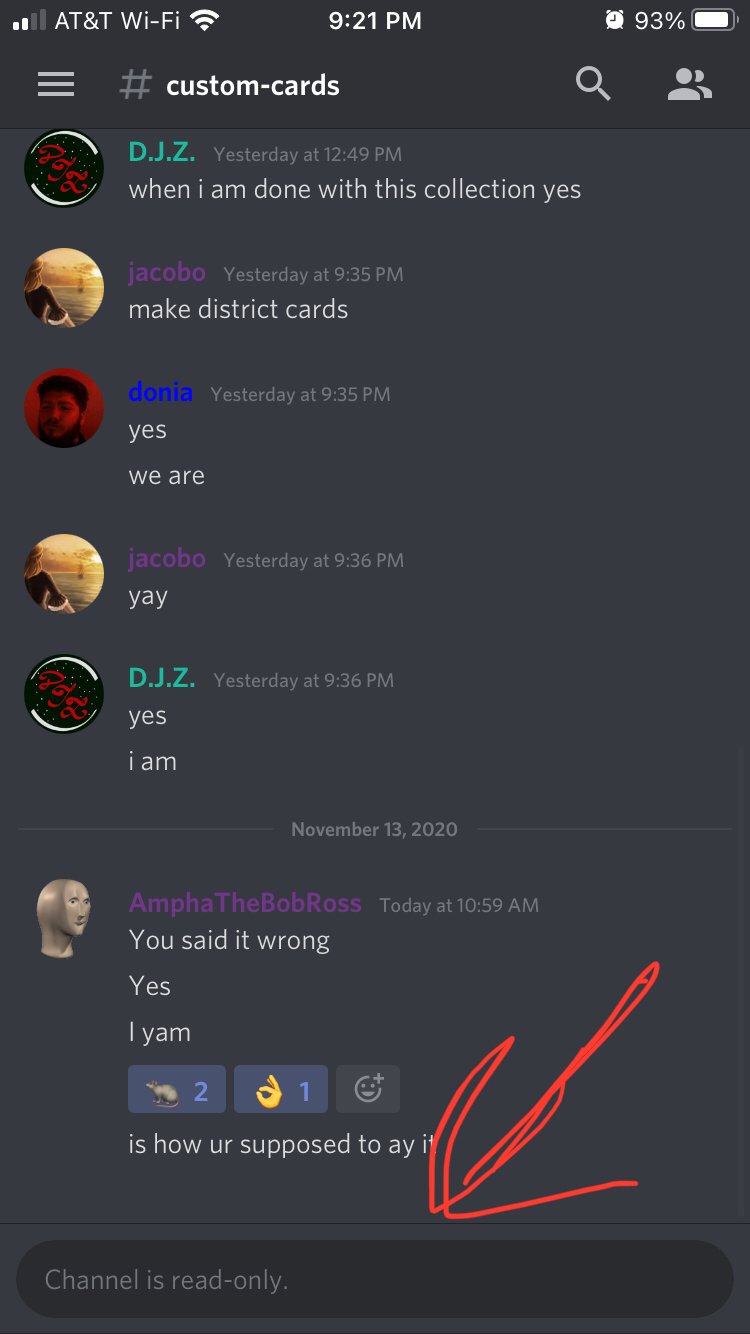 AT&T Wi-Fi 9:21 PM 93%
# custom-cards
D.J.Z. Yesterday at 12:49 PM
when i am done with this collection yes
jacobo Yesterday at 9:35 PM
make district cards
donia Yesterday at 9:35 PM
yes
we are
jacobo Yesterday at 9:36 PM
yay
D.J.Z. Yesterday at 9:36 PM
yes
i am
November 13, 2020
AmphaTheBobRoss Today at 10:59 AM
You said it wrong
Yes
I yam
🐀 2 👌 1
is how ur supposed to ay it
Channel is read-only.